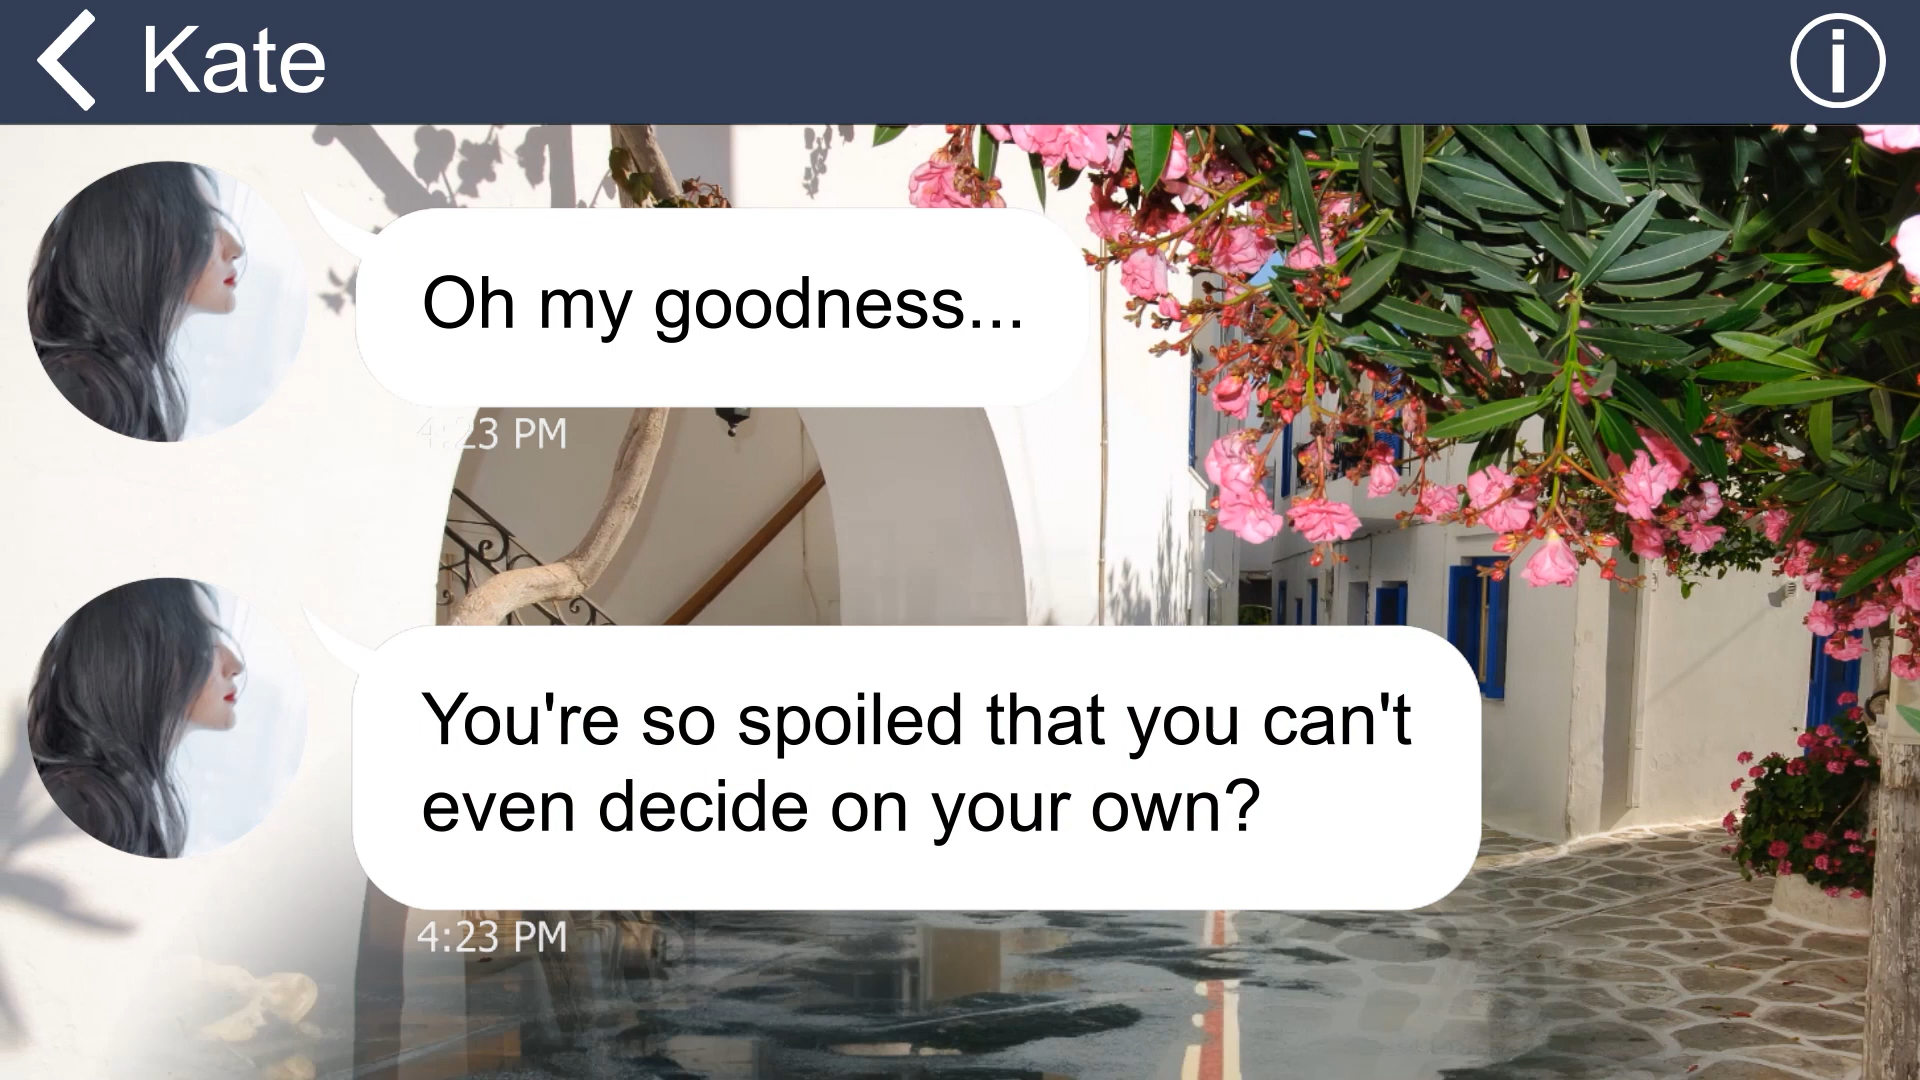 Kate
Oh my goodness...
4:23 PM
You're so spoiled that you can't
even decide on your own?
4:23 PM